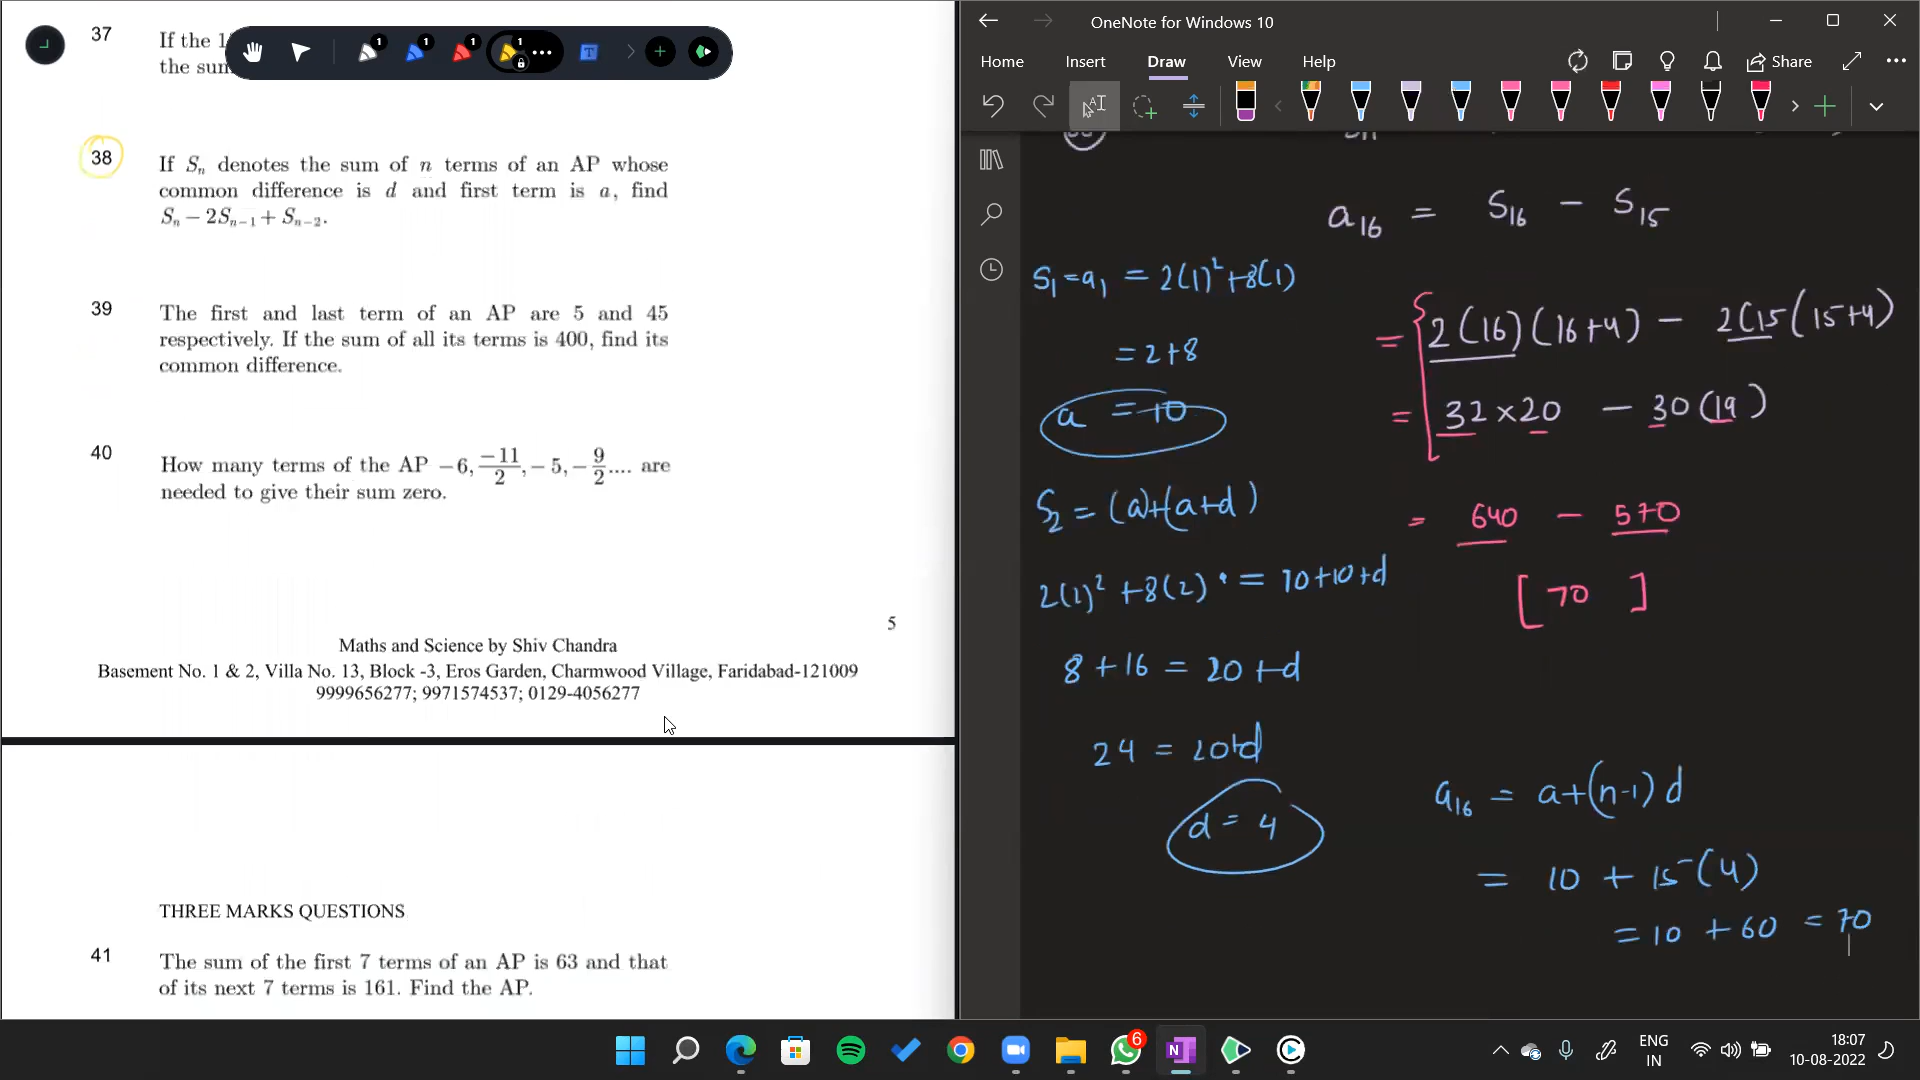 37
If the 1
the sum
38
If Sₙ denotes the sum of n terms of an AP whose
common difference is d and first term is a, find
Sₙ − 2Sₙ₋₁ + Sₙ₋₂.
39
The first and last term of an AP are 5 and 45
respectively. If the sum of all its terms is 400, find its
common difference.
40
How many terms of the AP −6, −11/2, −5, −9/2 .... are
needed to give their sum zero.
5
Maths and Science by Shiv Chandra
Basement No. 1 & 2, Villa No. 13, Block -3, Eros Garden, Charmwood Village, Faridabad-121009
9999656277; 9971574537; 0129-4056277
THREE MARKS QUESTIONS
41
The sum of the first 7 terms of an AP is 63 and that
of its next 7 terms is 161. Find the AP.
OneNote for Windows 10
Home Insert Draw View Help Share
a₁₆ = S₁₆ − S₁₅
S₁ = a₁ = 2(1)² + 8(1)
= 2 + 8
a = 10
S₂ = (a)+(a+d)
2(2)² + 8(2) = 10+10+d
8 + 16 = 20 + d
24 = 20+d
d = 4
= 2(16)(16+4) − 2(15(15+4)
= 32×20 − 30(19)
= 640 − 570
[70]
a₁₆ = a+(n-1)d
= 10 + 15(4)
= 10 + 60 = 70
6
ENG
IN
18:07
10-08-2022